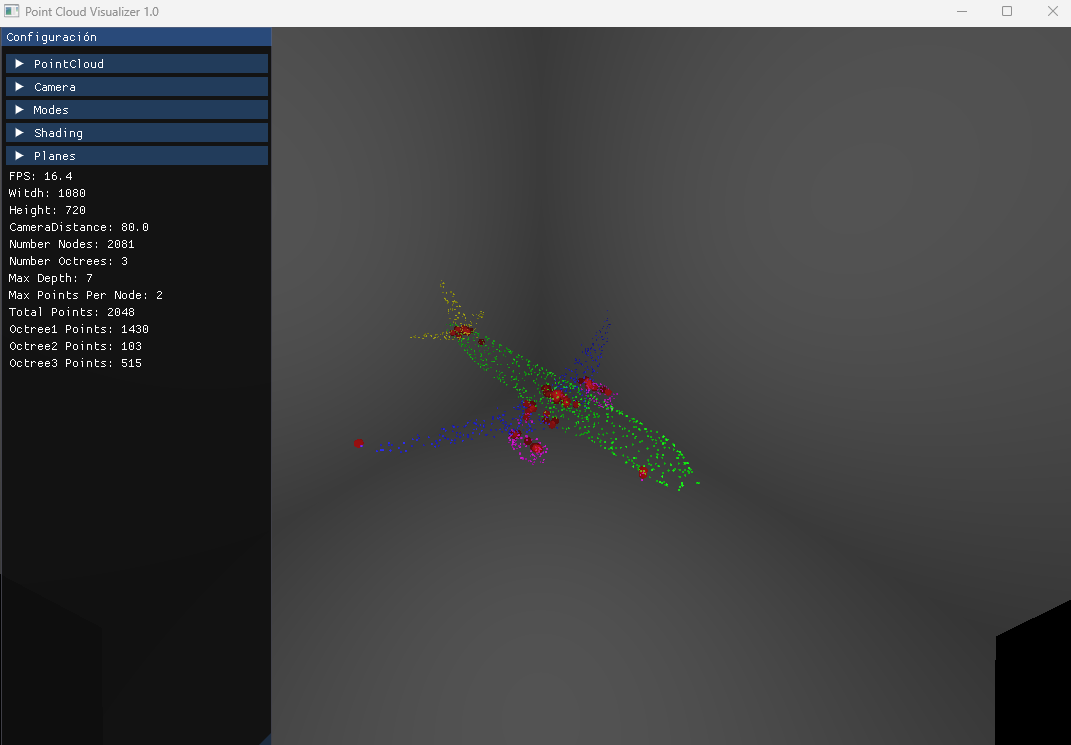 Point Cloud Visualizer 1.0
Configuración
PointCloud
Camera
Modes
Shading
Planes
FPS: 16.4
Witdh: 1080
Height: 720
CameraDistance: 80.0
Number Nodes: 2081
Number Octrees: 3
Max Depth: 7
Max Points Per Node: 2
Total Points: 2048
Octree1 Points: 1430
Octree2 Points: 103
Octree3 Points: 515